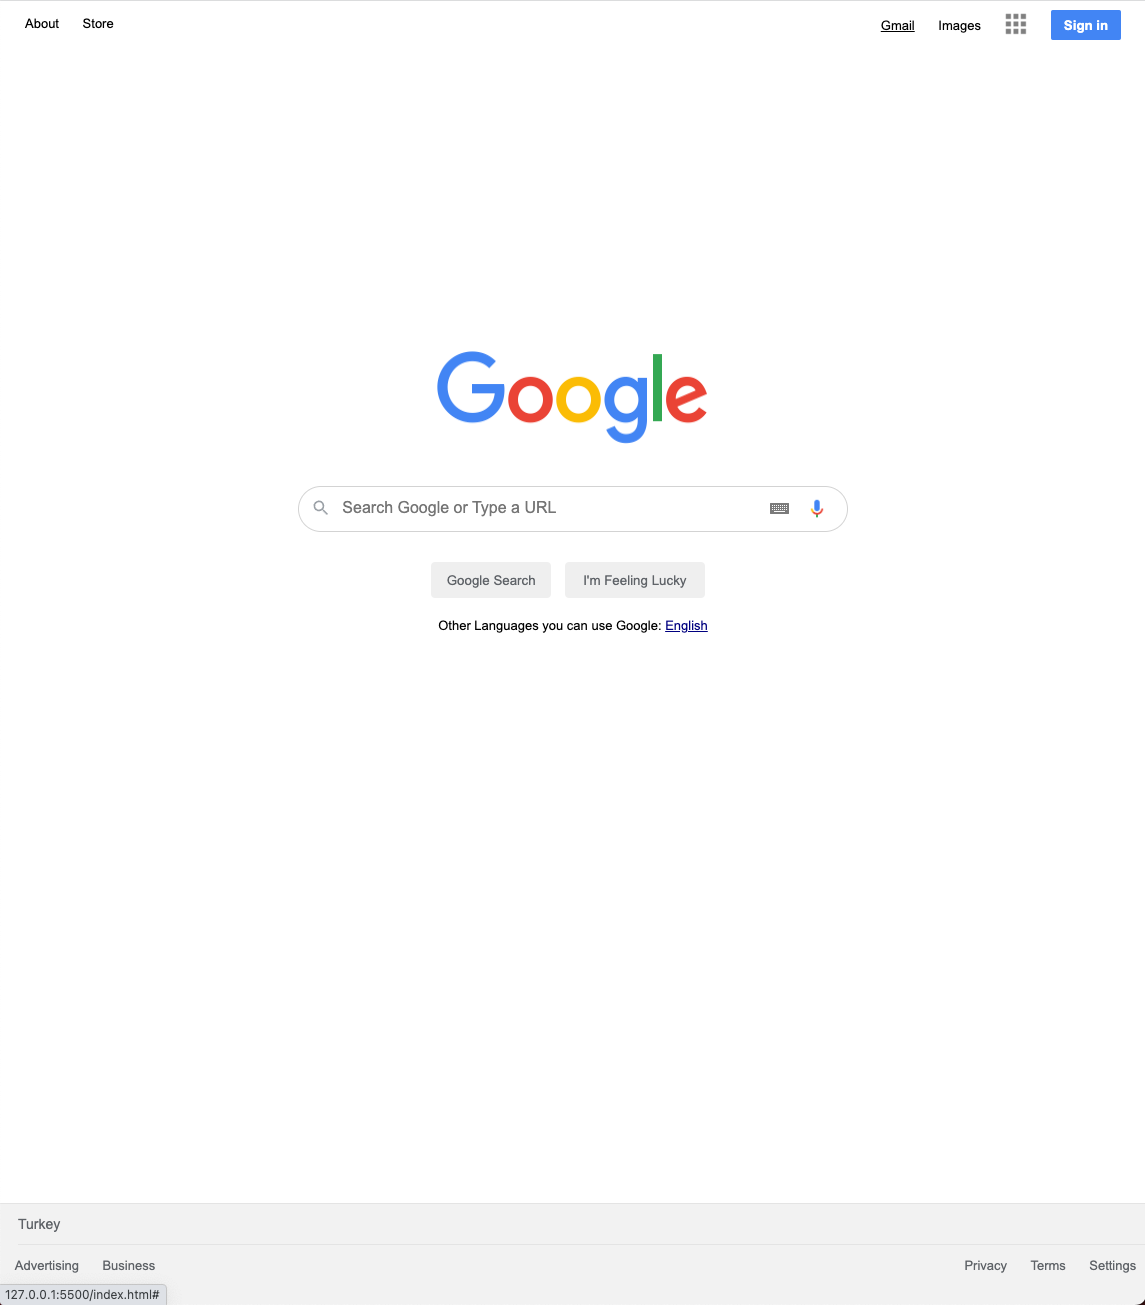 About Store Gmail Images Sign in
Google
Search Google or Type a URL
Google Search I'm Feeling Lucky
Other Languages you can use Google: English
Turkey
Advertising Business Privacy Terms Settings
127.0.0.1:5500/index.html#